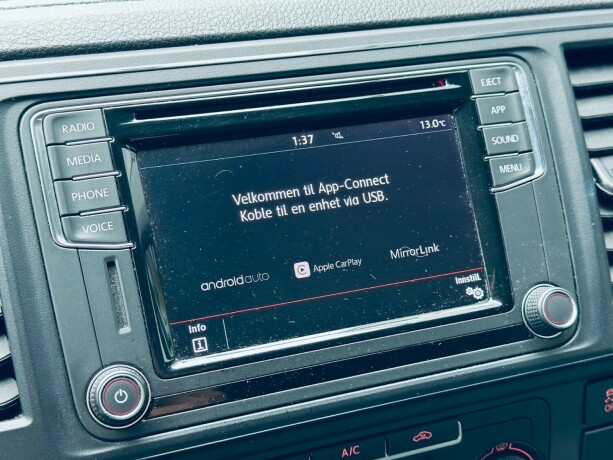 EJECT
RADIO
APP
MEDIA
SOUND
PHONE
MENU
VOICE
1:37 13.0°C
Velkommen til App-Connect
Koble til en enhet via USB.
androidauto Apple CarPlay MirrorLink
Innstill.
Info
A/C